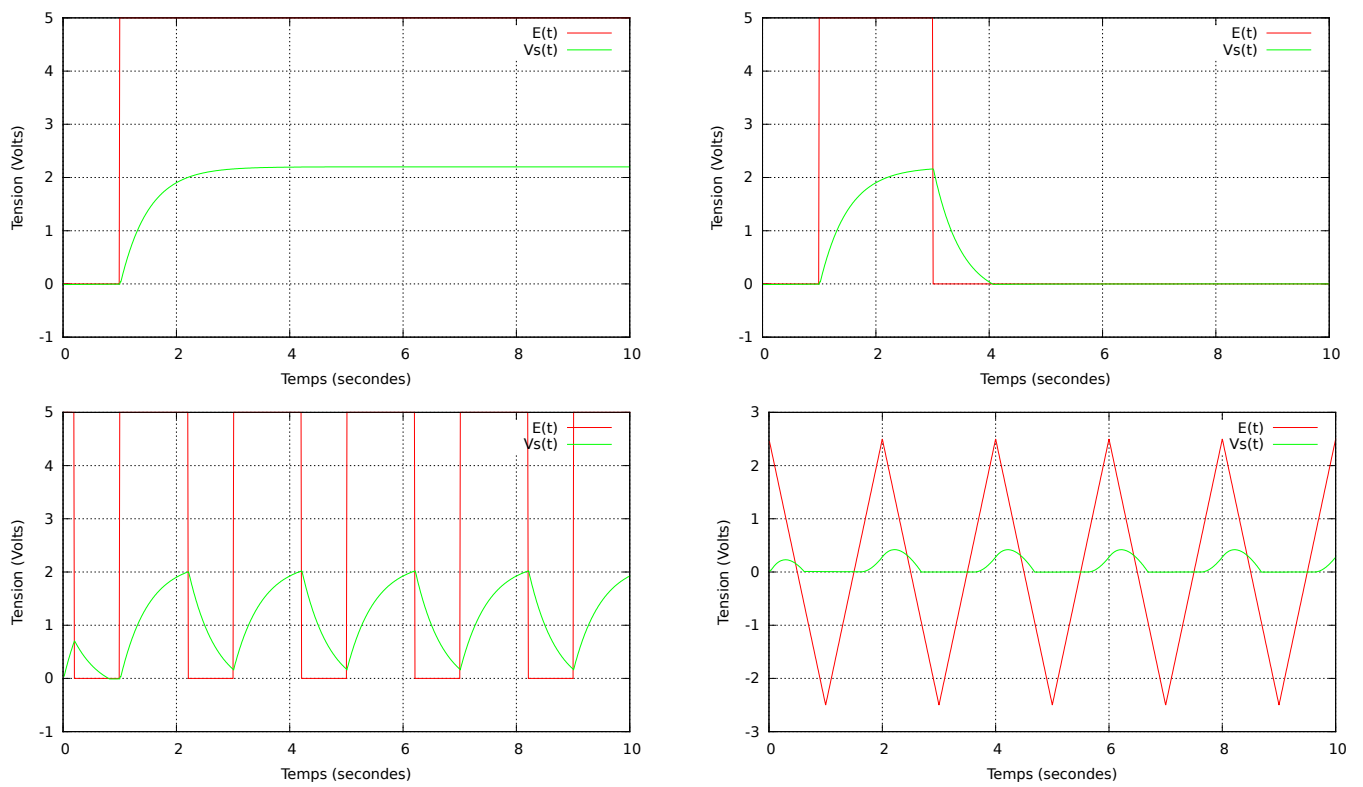 5
4
3
2
1
0
-1
0 2 4 6 8 10
Tension (Volts)
Temps (secondes)
E(t)
Vs(t)
5
4
3
2
1
0
-1
0 2 4 6 8 10
Tension (Volts)
Temps (secondes)
E(t)
Vs(t)
5
4
3
2
1
0
-1
0 2 4 6 8 10
Tension (Volts)
Temps (secondes)
E(t)
Vs(t)
3
2
1
0
-1
-2
-3
0 2 4 6 8 10
Tension (Volts)
Temps (secondes)
E(t)
Vs(t)